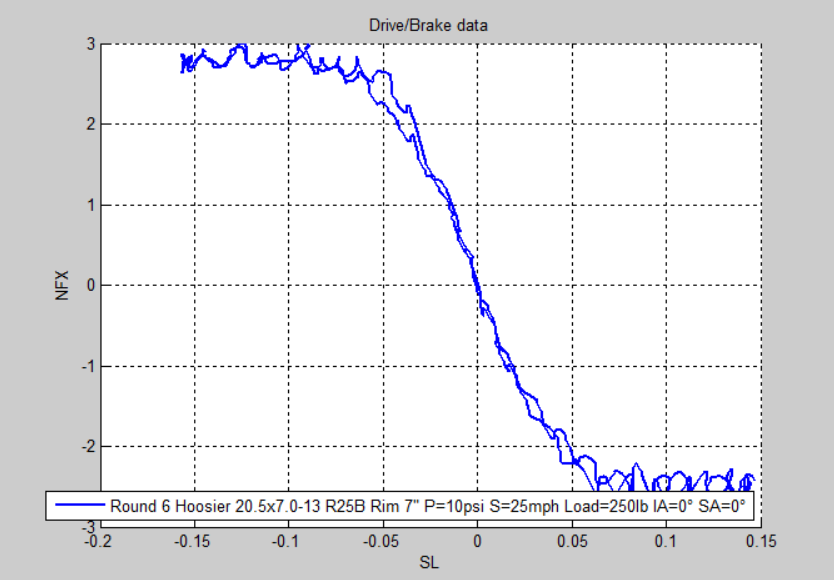 Drive/Brake data
3
2
1
0
-1
-2
-3
NFX
Round 6 Hoosier 20.5x7.0-13 R25B Rim 7" P=10psi S=25mph Load=250lb IA=0° SA=0°
-0.2 -0.15 -0.1 -0.05 0 0.05 0.1 0.15
SL